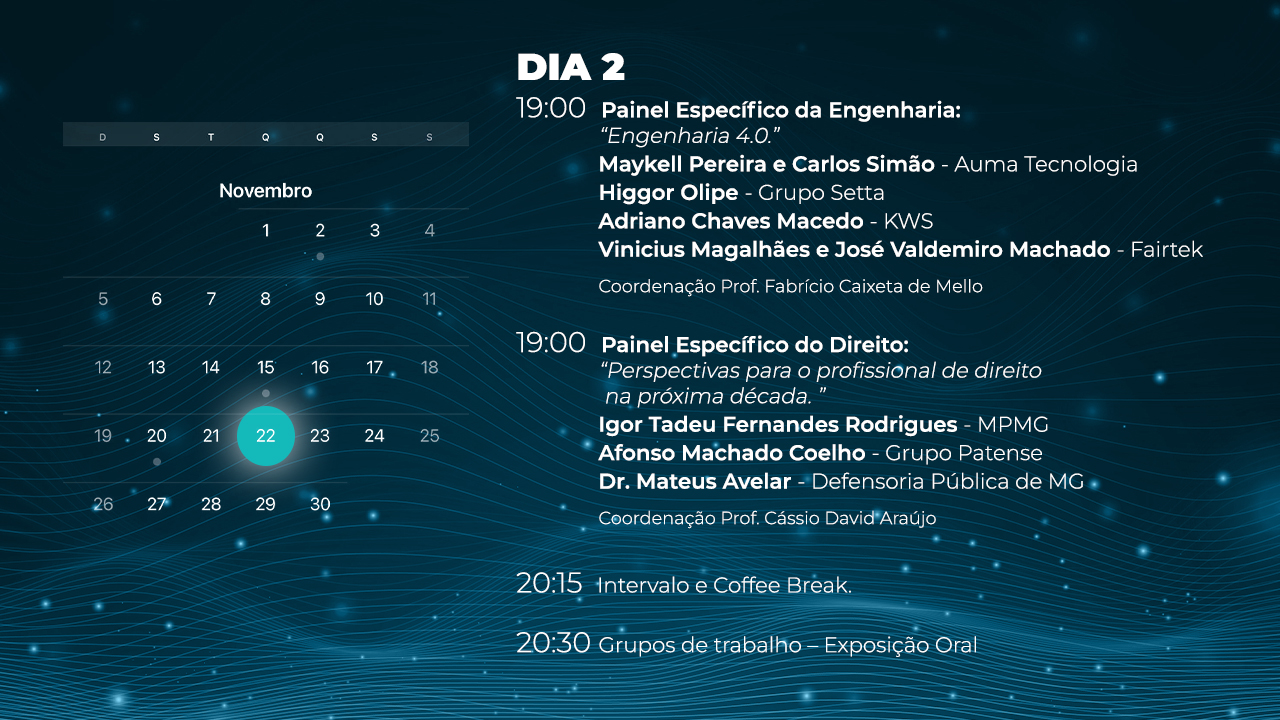 D S T Q Q S S
Novembro
1 2 3 4
5 6 7 8 9 10 11
12 13 14 15 16 17 18
19 20 21 22 23 24 25
26 27 28 29 30
DIA 2
19:00 Painel Específico da Engenharia:
“Engenharia 4.0.”
Maykell Pereira e Carlos Simão - Auma Tecnologia
Higgor Olipe - Grupo Setta
Adriano Chaves Macedo - KWS
Vinicius Magalhães e José Valdemiro Machado - Fairtek
Coordenação Prof. Fabrício Caixeta de Mello
19:00 Painel Específico do Direito:
“Perspectivas para o profissional de direito
na próxima década. ”
Igor Tadeu Fernandes Rodrigues - MPMG
Afonso Machado Coelho - Grupo Patense
Dr. Mateus Avelar - Defensoria Pública de MG
Coordenação Prof. Cássio David Araújo
20:15 Intervalo e Coffee Break.
20:30 Grupos de trabalho – Exposição Oral